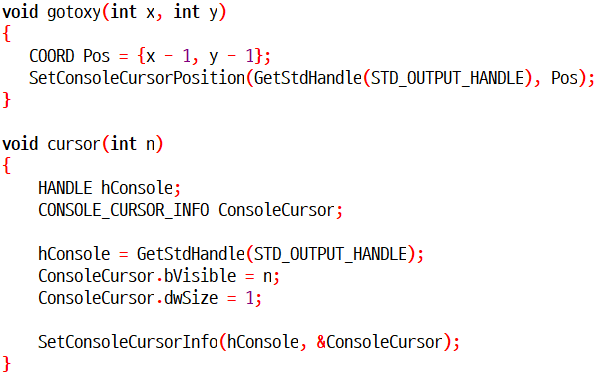 void gotoxy(int x, int y)
{
   COORD Pos = {x - 1, y - 1};
   SetConsoleCursorPosition(GetStdHandle(STD_OUTPUT_HANDLE), Pos);
}

void cursor(int n)
{
    HANDLE hConsole;
    CONSOLE_CURSOR_INFO ConsoleCursor;

    hConsole = GetStdHandle(STD_OUTPUT_HANDLE);
    ConsoleCursor.bVisible = n;
    ConsoleCursor.dwSize = 1;

    SetConsoleCursorInfo(hConsole, &ConsoleCursor);
}